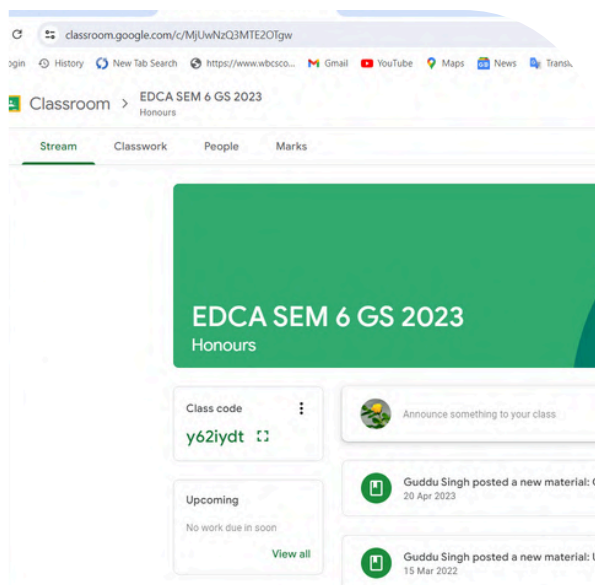 classroom.google.com/c/MjUwNzQ3MTE2OTgw
ogin History New Tab Search https://www.wbcsco... Gmail YouTube Maps News Transl
Classroom > EDCA SEM 6 GS 2023
Honours
Stream Classwork People Marks
EDCA SEM 6 GS 2023
Honours
Class code
y62iydt
Announce something to your class
Guddu Singh posted a new material:
20 Apr 2023
Upcoming
No work due in soon
View all
Guddu Singh posted a new material:
15 Mar 2022